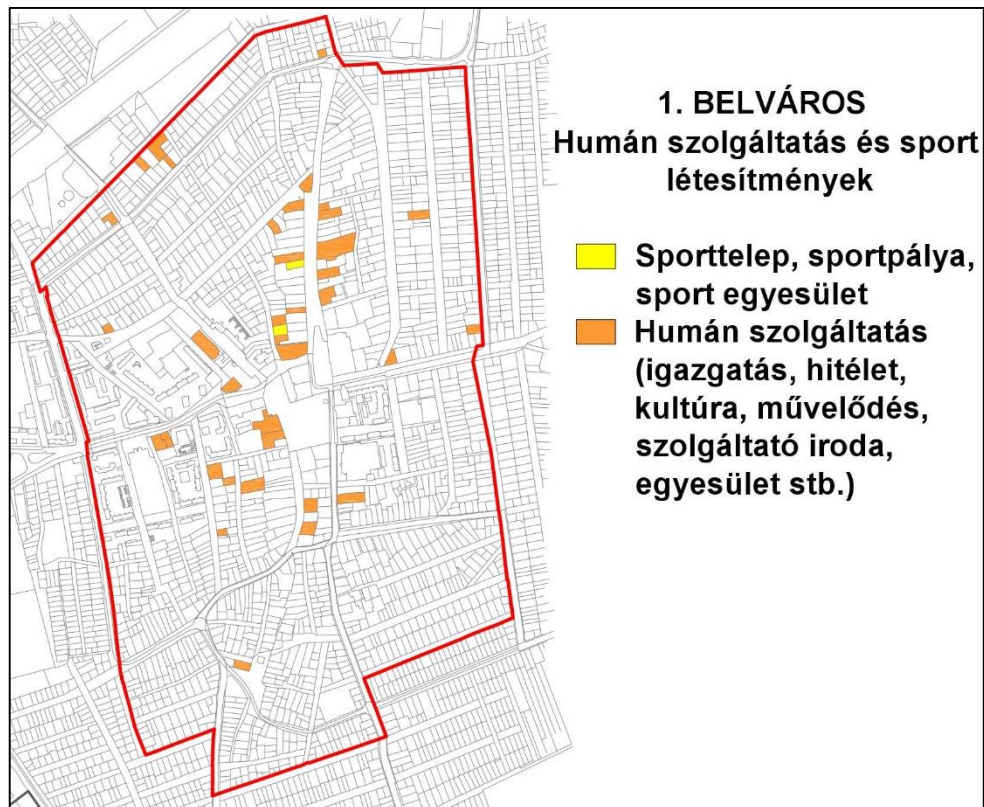 1. BELVÁROS
Humán szolgáltatás és sport
létesítmények
Sporttelep, sportpálya,
sport egyesület
Humán szolgáltatás
(igazgatás, hitélet,
kultúra, művelődés,
szolgáltató iroda,
egyesület stb.)